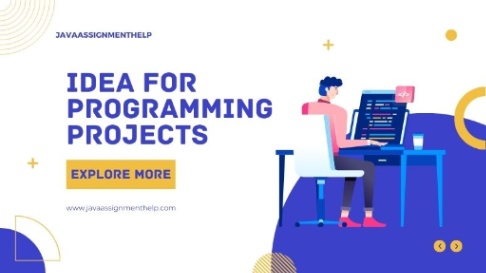 JAVAASSIGNMENTHELP
IDEA FOR
PROGRAMMING
PROJECTS
EXPLORE MORE
www.javaassignmenthelp.com